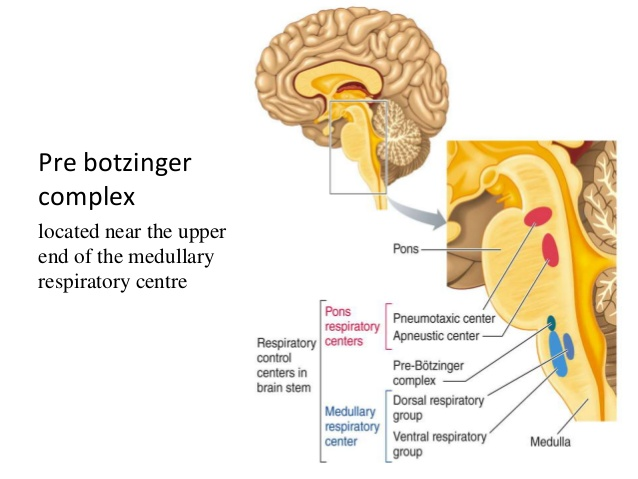 Pre botzinger
complex
located near the upper
end of the medullary
respiratory centre
Pons
Respiratory
control
centers in
brain stem
Pons
respiratory
centers
Pneumotaxic center
Apneustic center
Pre-Bötzinger
complex
Medullary
respiratory
center
Dorsal respiratory
group
Ventral respiratory
group
Medulla